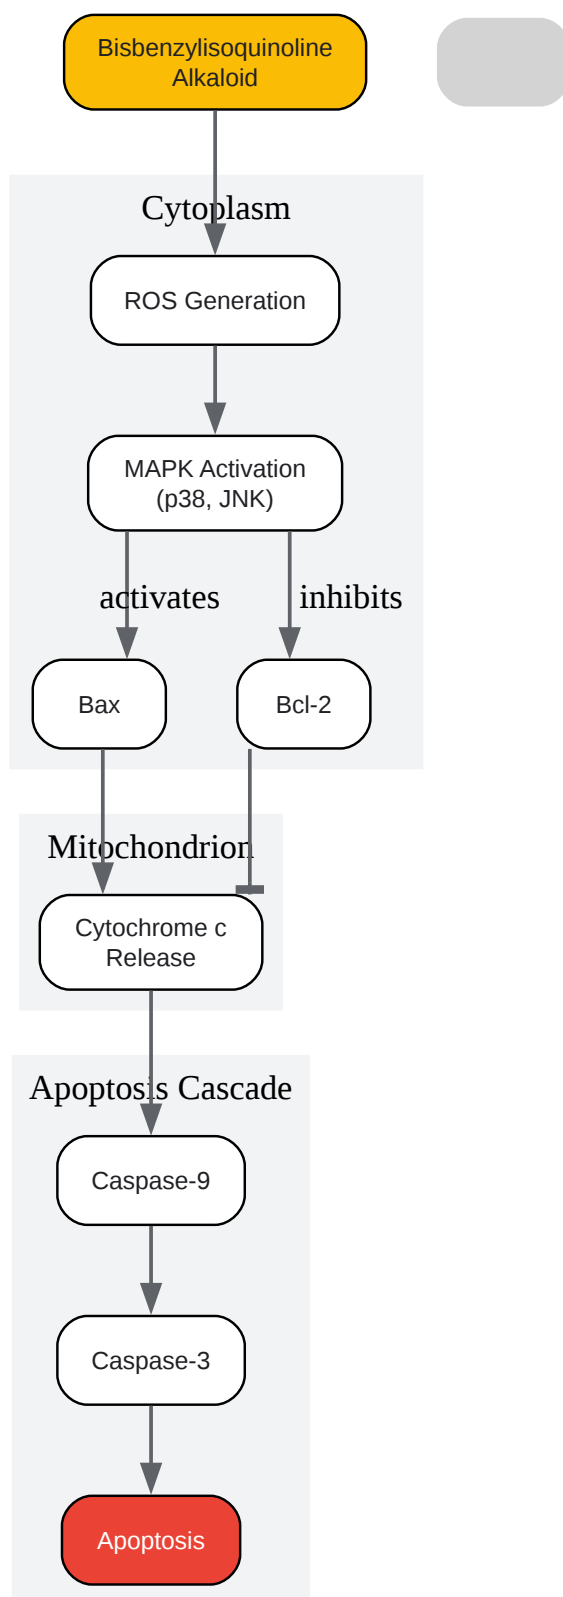 Bisbenzylisoquinoline
Alkaloid
Cytoplasm
ROS Generation
MAPK Activation
(p38, JNK)
activates
inhibits
Bax
Bcl-2
Mitochondrion
Cytochrome c
Release
Apoptosis Cascade
Caspase-9
Caspase-3
Apoptosis